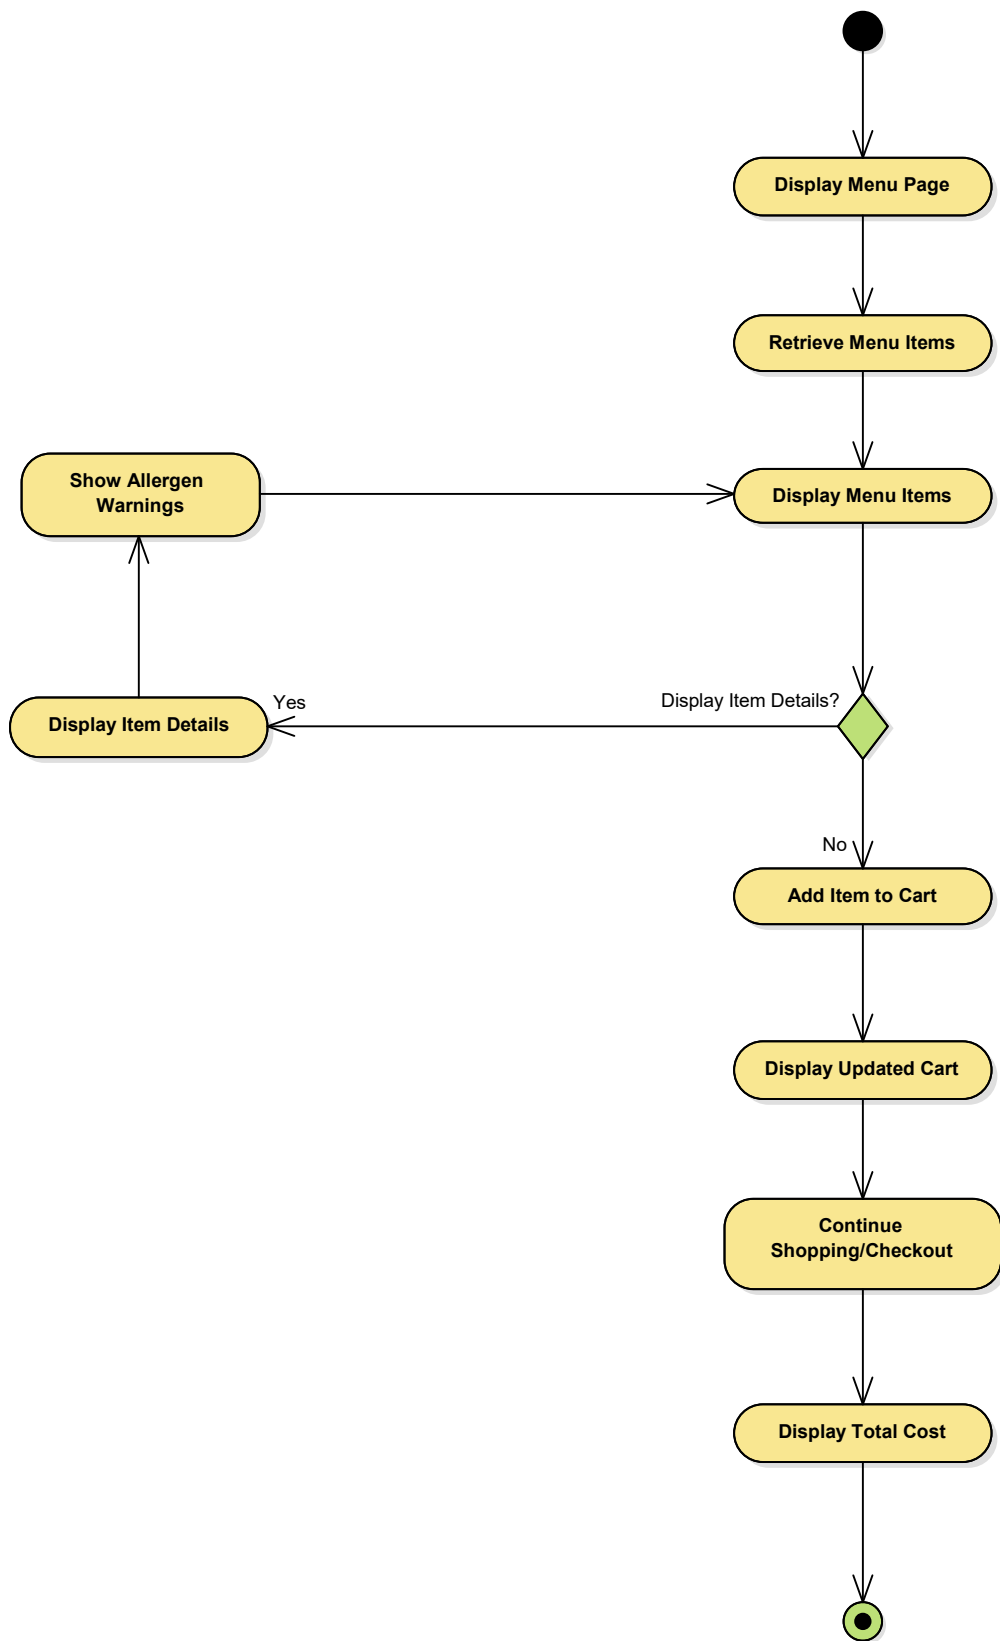 Display Menu Page
Retrieve Menu Items
Show Allergen
Warnings
Display Menu Items
Display Item Details?
Yes
Display Item Details
No
Add Item to Cart
Display Updated Cart
Continue
Shopping/Checkout
Display Total Cost